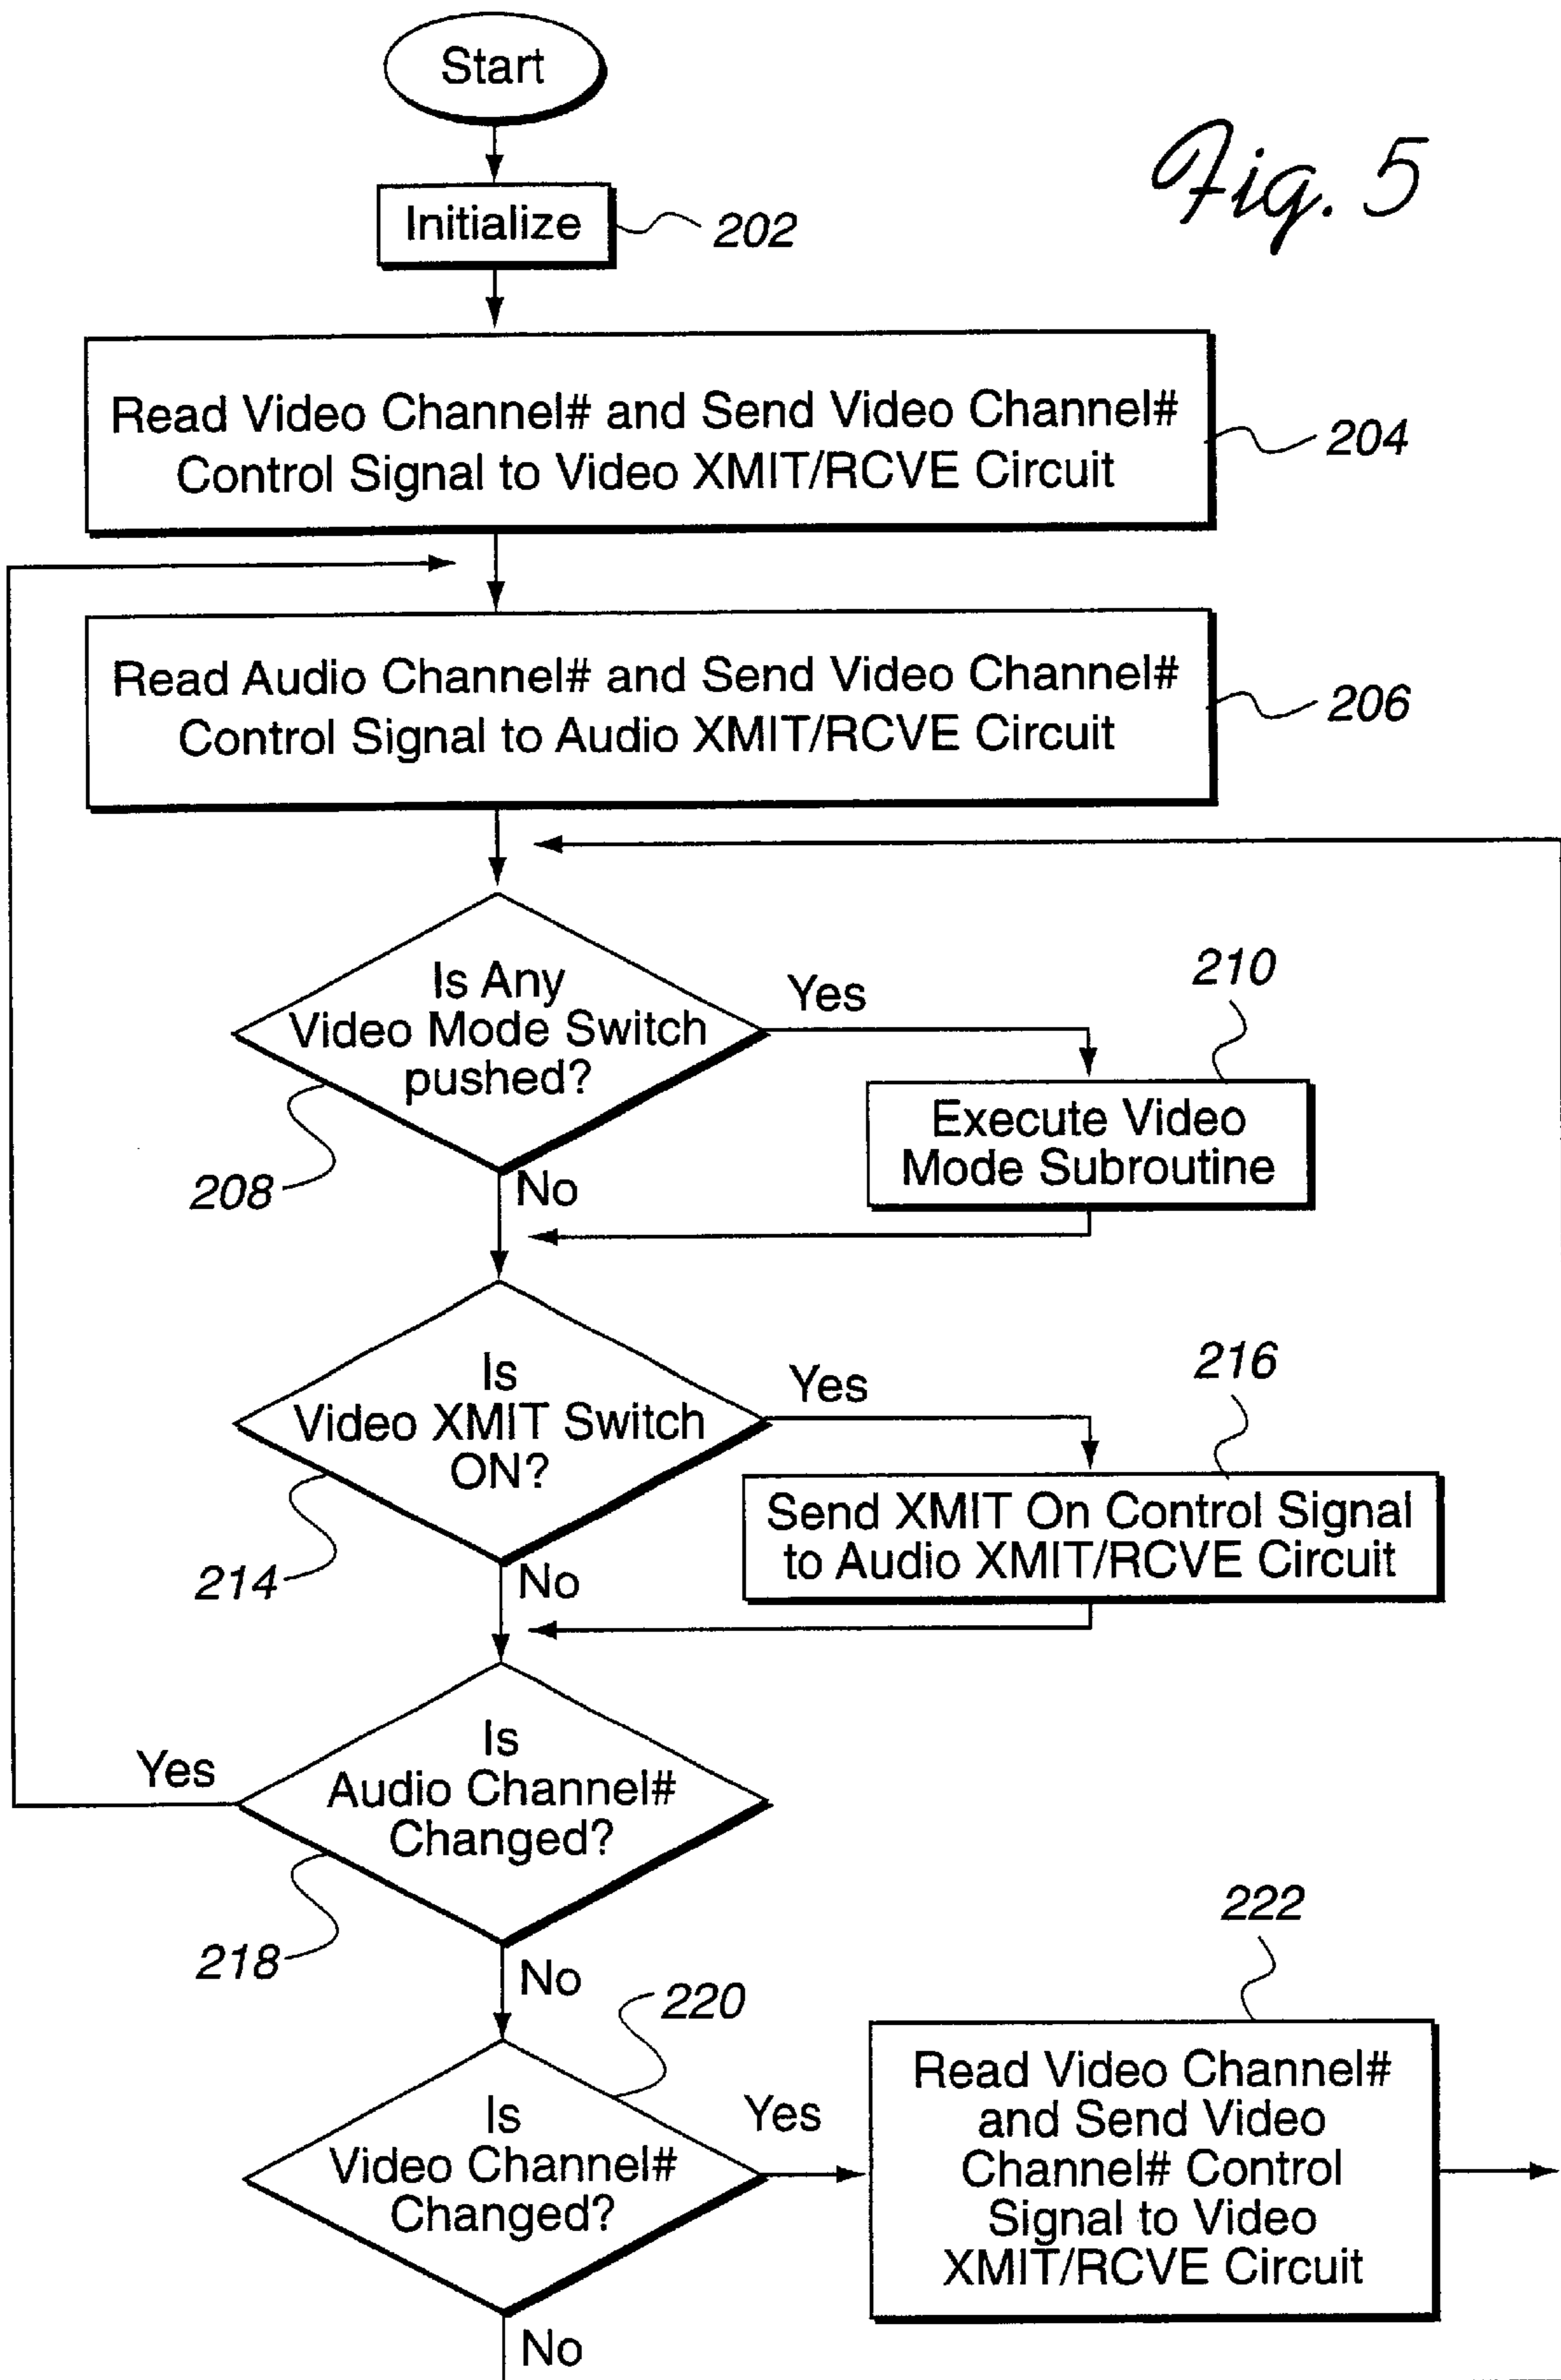 Start
Fig. 5
Initialize
202
Read Video Channel# and Send Video Channel#
Control Signal to Video XMIT/RCVE Circuit
204
Read Audio Channel# and Send Video Channel#
Control Signal to Audio XMIT/RCVE Circuit
206
Is Any
Video Mode Switch
pushed?
Yes
210
Execute Video
Mode Subroutine
208
No
Is
Video XMIT Switch
ON?
Yes
216
Send XMIT On Control Signal
to Audio XMIT/RCVE Circuit
214
No
Is
Audio Channel#
Changed?
Yes
218
No
220
222
Is
Video Channel#
Changed?
Yes
Read Video Channel#
and Send Video
Channel# Control
Signal to Video
XMIT/RCVE Circuit
No